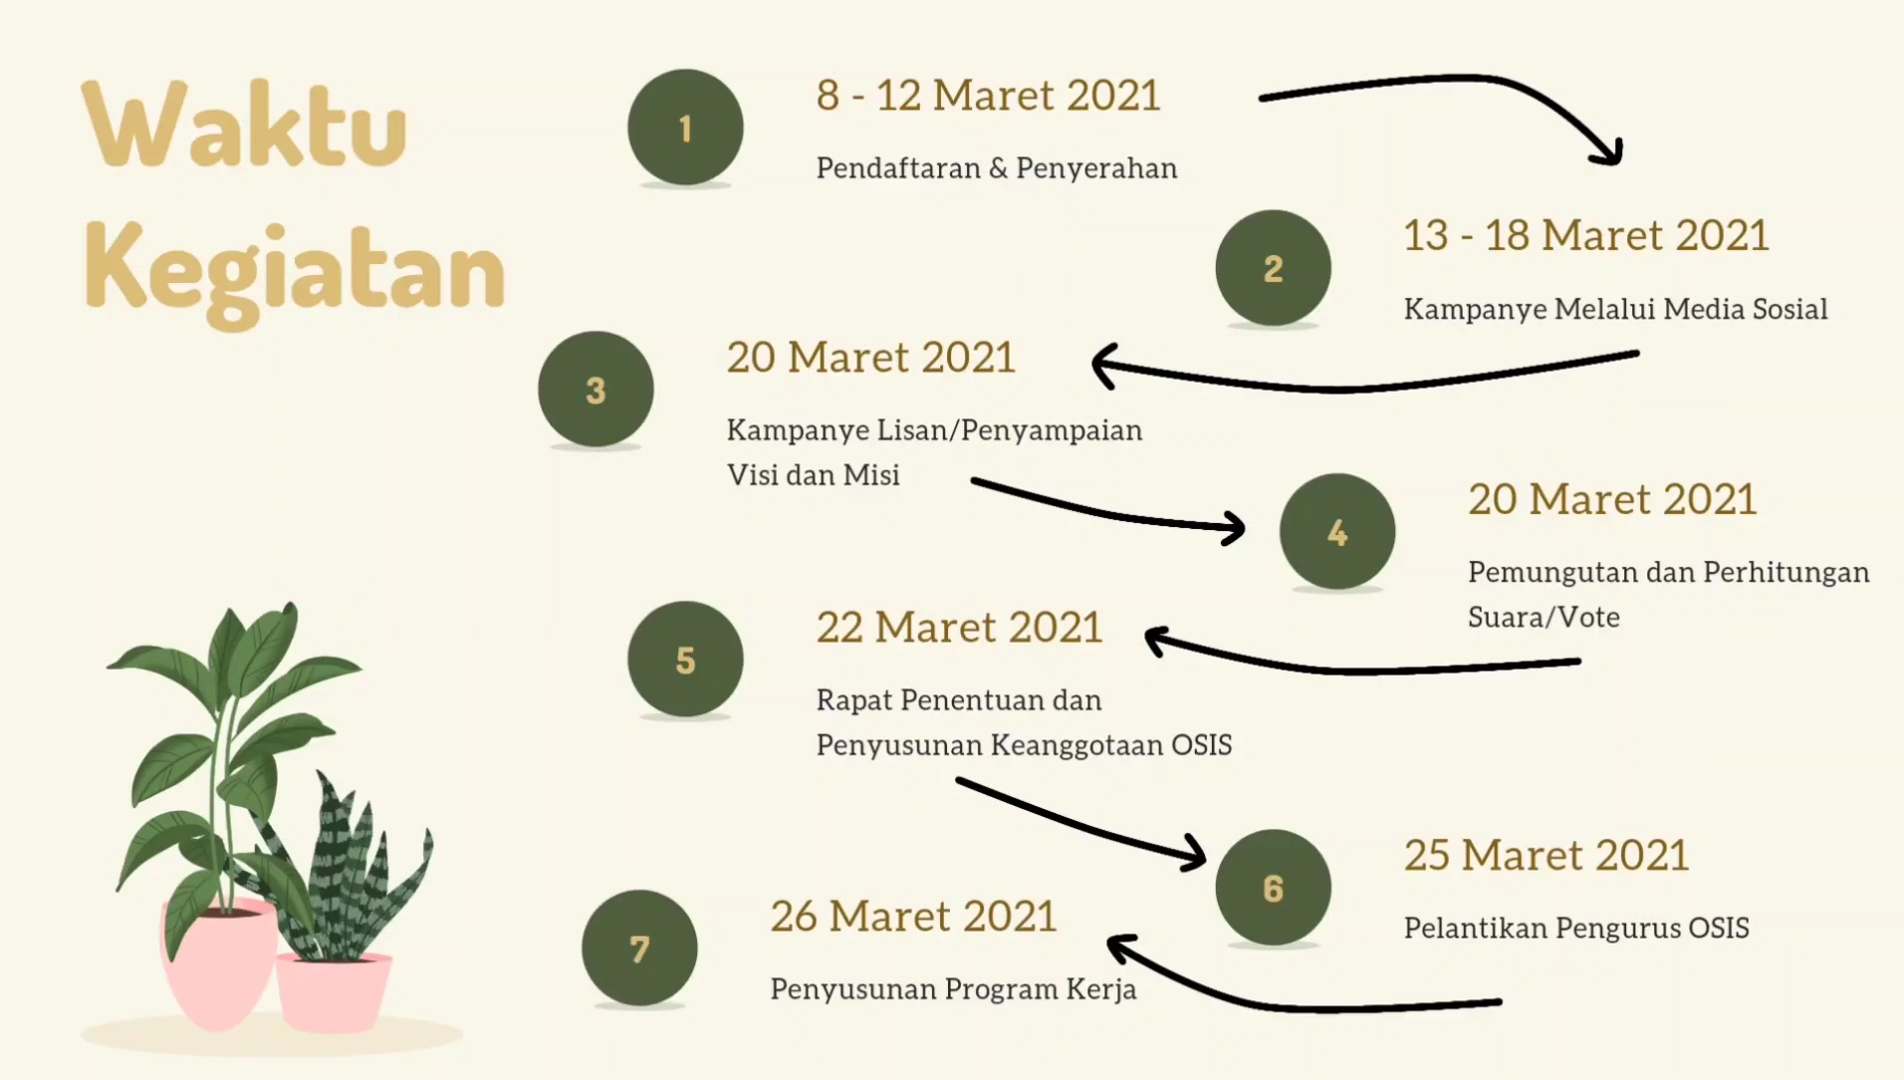 Waktu
Kegiatan
1
8 - 12 Maret 2021
Pendaftaran & Penyerahan
2
13 - 18 Maret 2021
Kampanye Melalui Media Sosial
3
20 Maret 2021
Kampanye Lisan/Penyampaian
Visi dan Misi
4
20 Maret 2021
Pemungutan dan Perhitungan
Suara/Vote
5
22 Maret 2021
Rapat Penentuan dan
Penyusunan Keanggotaan OSIS
6
25 Maret 2021
Pelantikan Pengurus OSIS
7
26 Maret 2021
Penyusunan Program Kerja